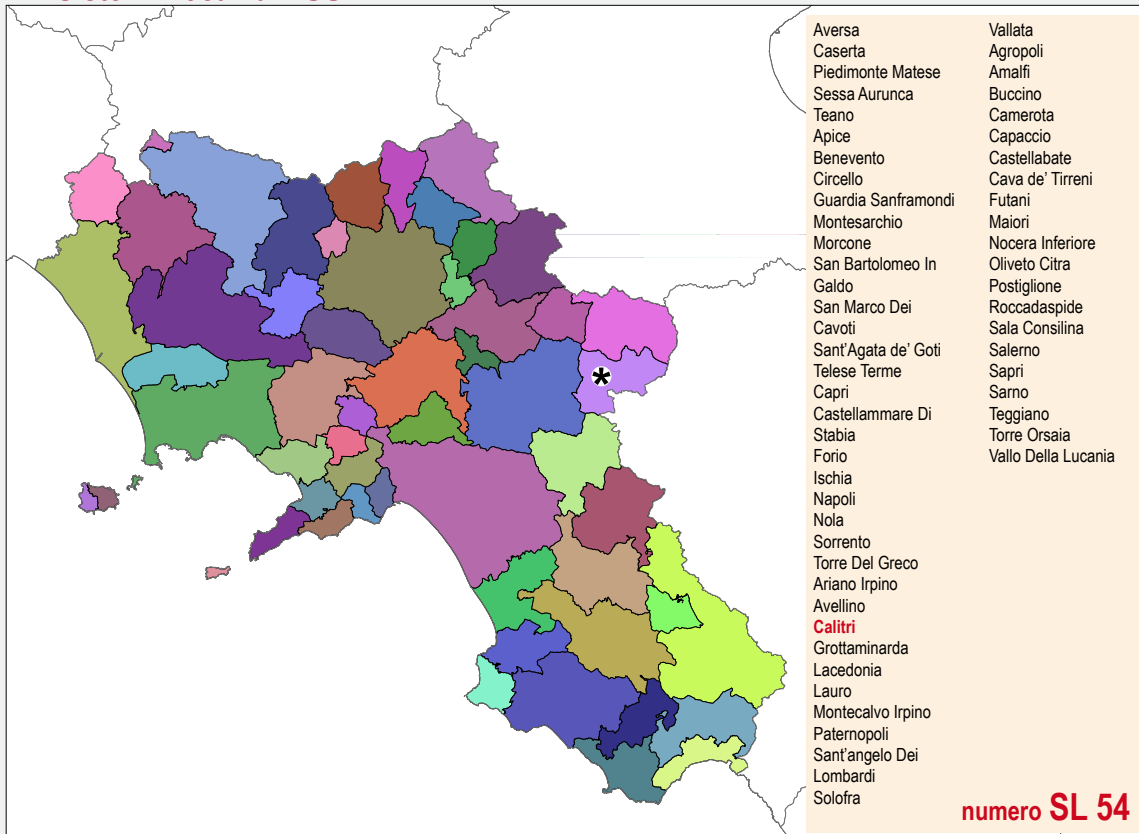 Aversa
Caserta
Piedimonte Matese
Sessa Aurunca
Teano
Apice
Benevento
Circello
Guardia Sanframondi
Montesarchio
Morcone
San Bartolomeo In
Galdo
San Marco Dei
Cavoti
Sant'Agata de' Goti
Telese Terme
Capri
Castellammare Di
Stabia
Forio
Ischia
Napoli
Nola
Sorrento
Torre Del Greco
Ariano Irpino
Avellino
Calitri
Grottaminarda
Lacedonia
Lauro
Montecalvo Irpino
Paternopoli
Sant'angelo Dei
Lombardi
Solofra
Vallata
Agropoli
Amalfi
Buccino
Camerota
Capaccio
Castellabate
Cava de' Tirreni
Futani
Maiori
Nocera Inferiore
Oliveto Citra
Postiglione
Roccadaspide
Sala Consilina
Salerno
Sapri
Sarno
Teggiano
Torre Orsaia
Vallo Della Lucania
numero SL 54